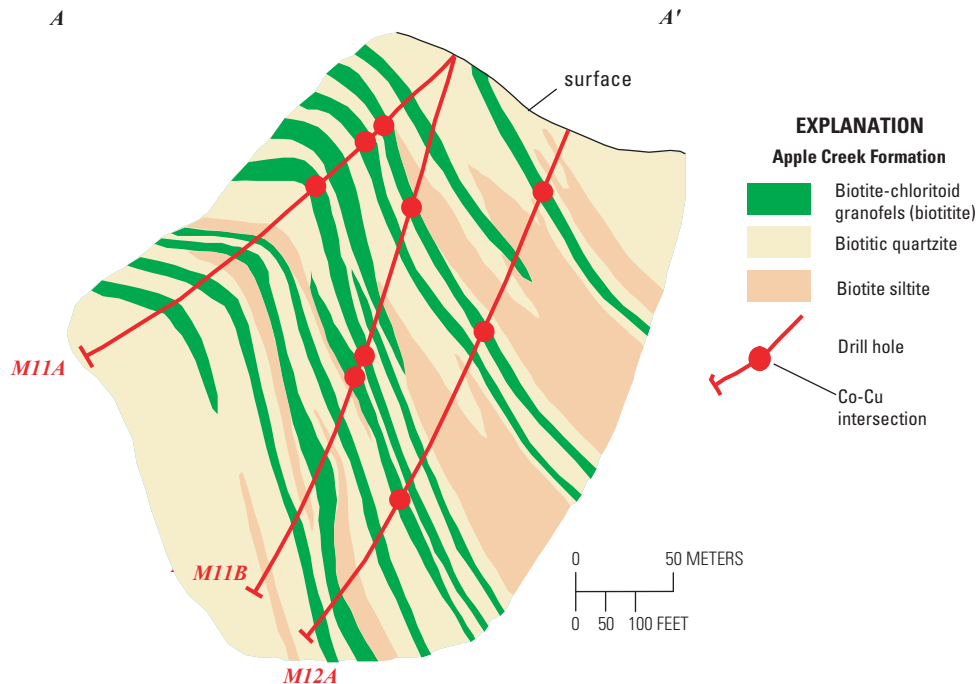 A
A'
surface
EXPLANATION
Apple Creek Formation
Biotite-chloritoid
granofels (biotitite)
Biotitic quartzite
Biotite siltite
Drill hole
Co-Cu
intersection
M11A
M11B
M12A
0 50 METERS
0 50 100 FEET